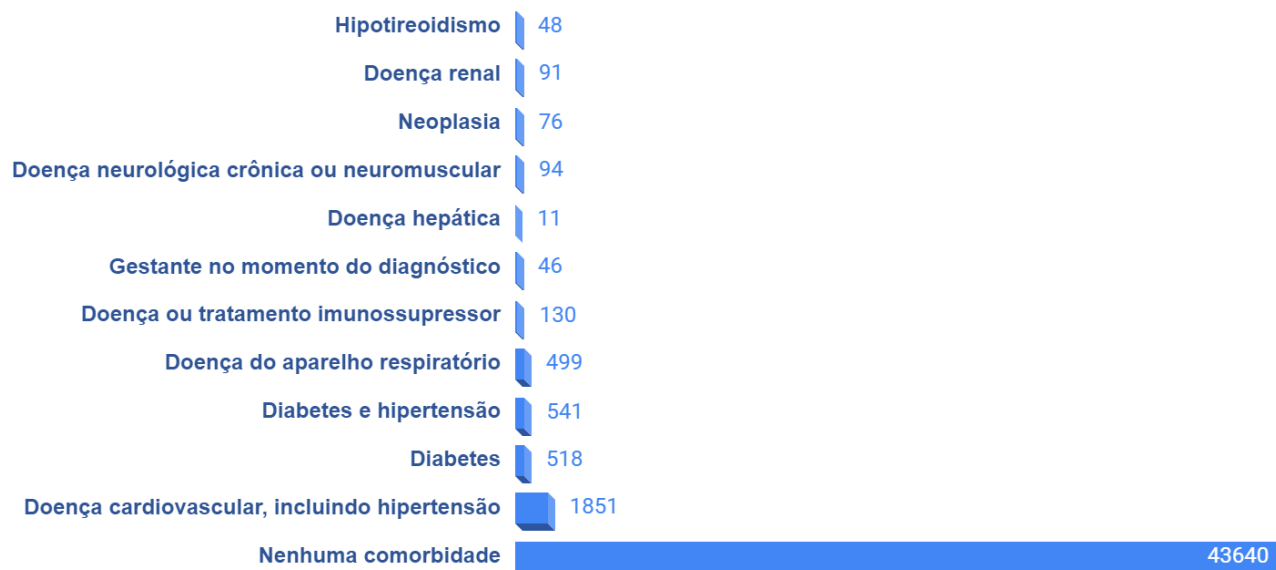 Hipotireoidismo 48
Doença renal 91
Neoplasia 76
Doença neurológica crônica ou neuromuscular 94
Doença hepática 11
Gestante no momento do diagnóstico 46
Doença ou tratamento imunossupressor 130
Doença do aparelho respiratório 499
Diabetes e hipertensão 541
Diabetes 518
Doença cardiovascular, incluindo hipertensão 1851
Nenhuma comorbidade 43640